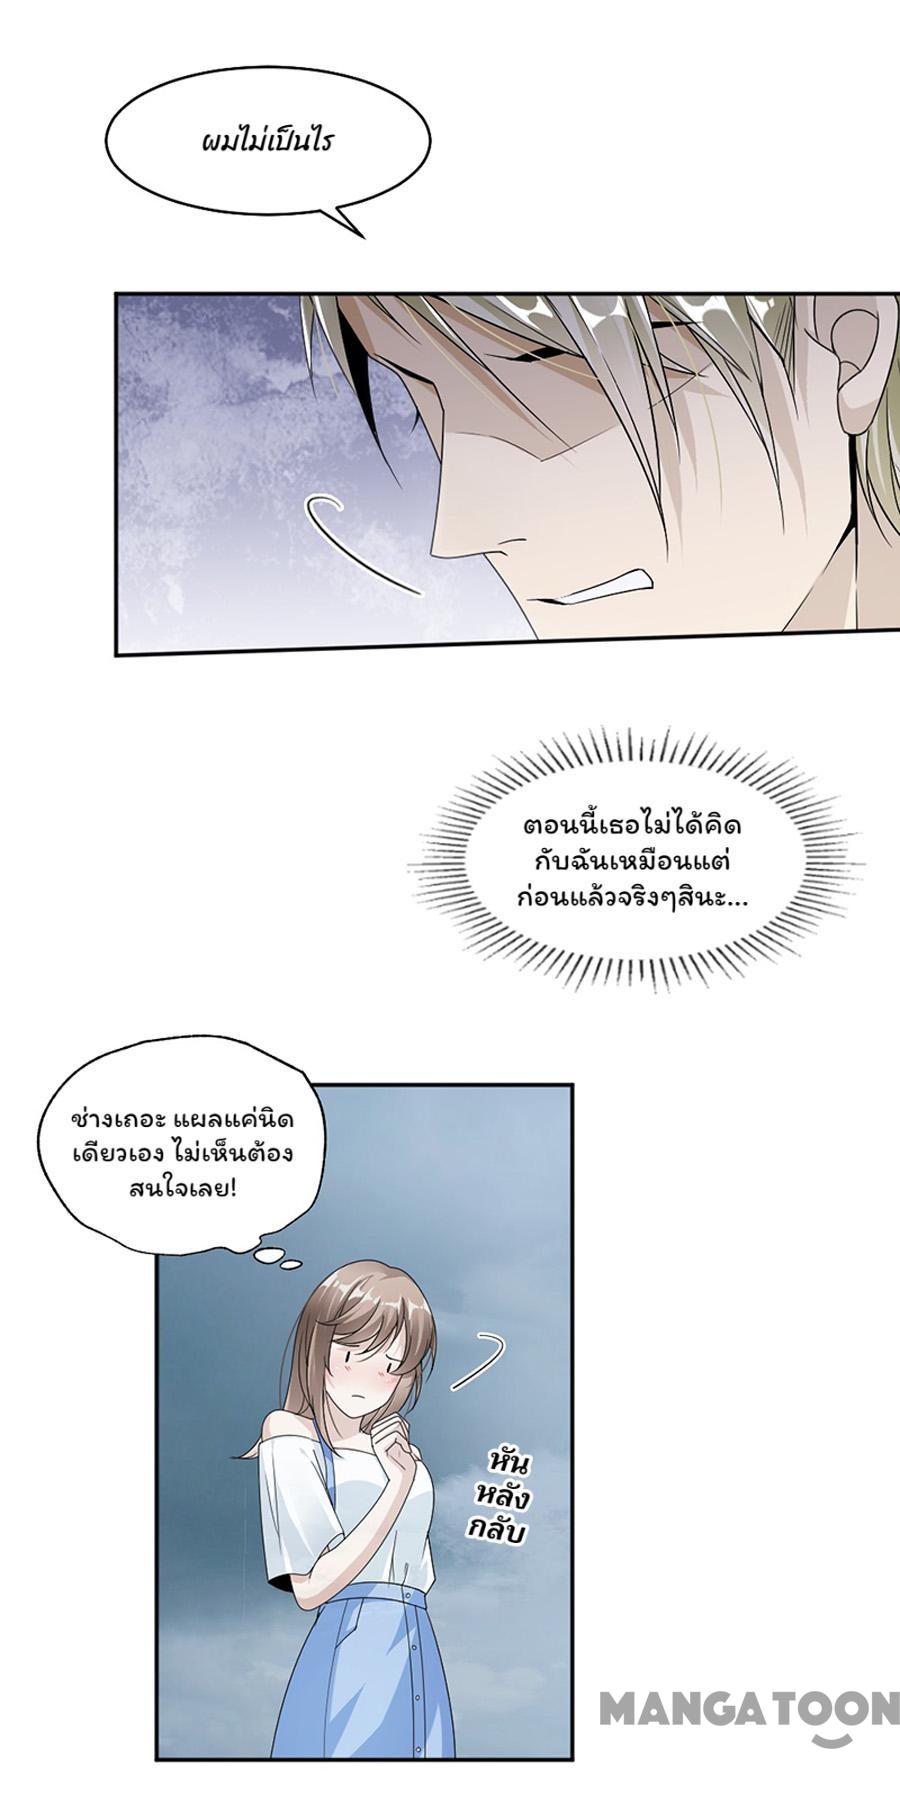 ผมไม่เป็นไร
ตอนนี้เธอไม่ได้คิด
กับฉันเหมือนแต่
ก่อนแล้วจริงๆสินะ...
ช่างเถอะ แผลแค่นิด
เดียวเอง ไม่เห็นต้อง
สนใจเลย!
หัน
หลัง
กลับ
MANGATOON